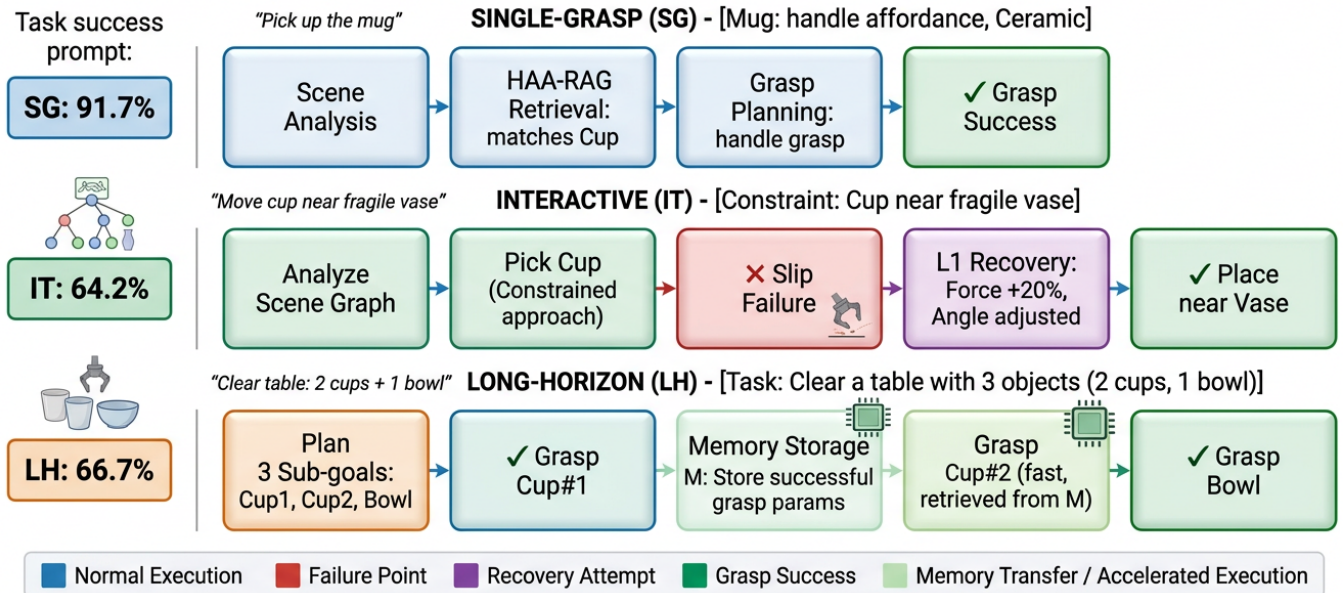 Task success
prompt:
SG: 91.7%
IT: 64.2%
LH: 66.7%
"Pick up the mug"
SINGLE-GRASP (SG) - [Mug: handle affordance, Ceramic]
Scene
Analysis
HAA-RAG
Retrieval:
matches Cup
Grasp
Planning:
handle grasp
✓ Grasp
Success
"Move cup near fragile vase"
INTERACTIVE (IT) - [Constraint: Cup near fragile vase]
Analyze
Scene Graph
Pick Cup
(Constrained
approach)
✕ Slip
Failure
L1 Recovery:
Force +20%,
Angle adjusted
✓ Place
near Vase
"Clear table: 2 cups + 1 bowl"
LONG-HORIZON (LH) - [Task: Clear a table with 3 objects (2 cups, 1 bowl)]
Plan
3 Sub-goals:
Cup1, Cup2, Bowl
✓ Grasp
Cup#1
Memory Storage
M: Store successful
grasp params
Grasp
Cup#2 (fast,
retrieved from M)
✓ Grasp
Bowl
Normal Execution
Failure Point
Recovery Attempt
Grasp Success
Memory Transfer / Accelerated Execution